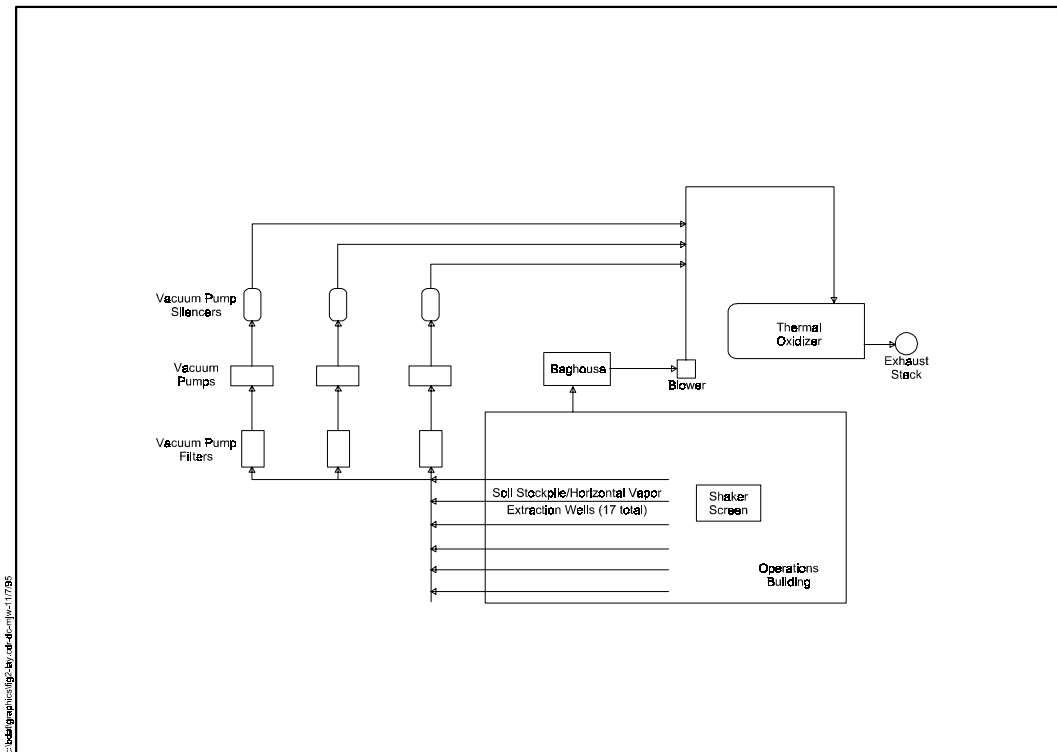 Vacuum Pump
Silencers
Thermal
Oxidizer
Exhaust
Stack
Vacuum
Pumps
Baghouse
Blower
Vacuum Pump
Filters
Soil Stockpile/Horizontal Vapor
Extraction Wells (17 total)
Shaker
Screen
Operations
Building